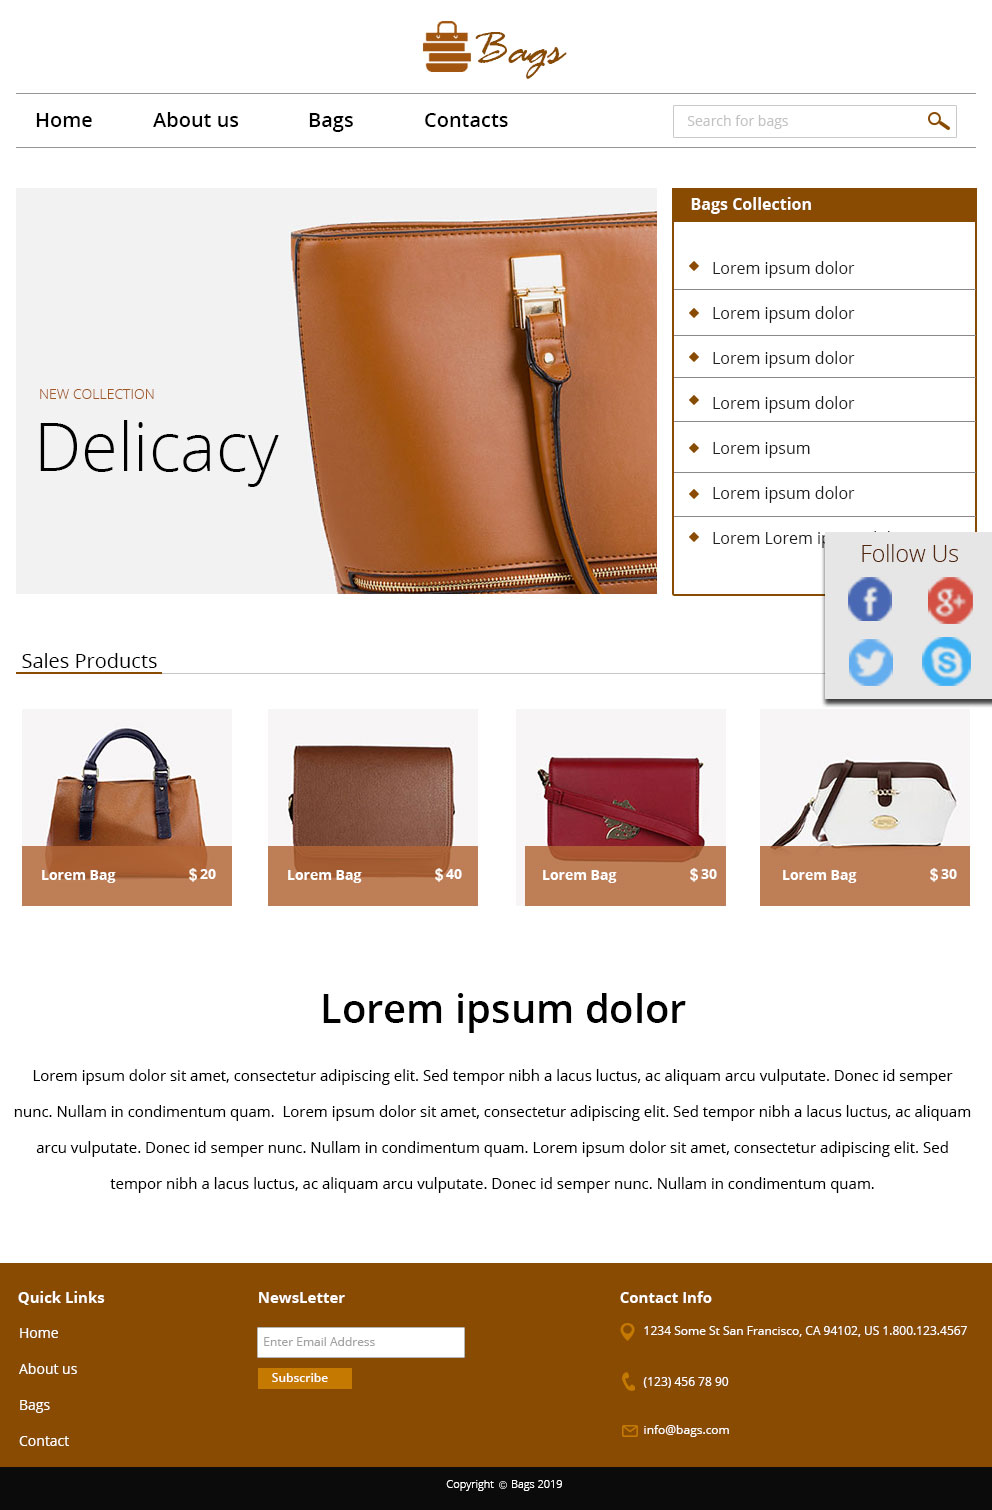 Bags
Home About us Bags Contacts Search for bags
Bags Collection
Lorem ipsum dolor
Lorem ipsum dolor
Lorem ipsum dolor
Lorem ipsum dolor
Lorem ipsum
Lorem ipsum dolor
Lorem Lorem
NEW COLLECTION
Delicacy
Follow Us
Sales Products
Lorem Bag $ 20
Lorem Bag $ 40
Lorem Bag $ 30
Lorem Bag $ 30
Lorem ipsum dolor
Lorem ipsum dolor sit amet, consectetur adipiscing elit. Sed tempor nibh a lacus luctus, ac aliquam arcu vulputate. Donec id semper
nunc. Nullam in condimentum quam.  Lorem ipsum dolor sit amet, consectetur adipiscing elit. Sed tempor nibh a lacus luctus, ac aliquam
arcu vulputate. Donec id semper nunc. Nullam in condimentum quam. Lorem ipsum dolor sit amet, consectetur adipiscing elit. Sed
tempor nibh a lacus luctus, ac aliquam arcu vulputate. Donec id semper nunc. Nullam in condimentum quam.
Quick Links
Home
About us
Bags
Contact
NewsLetter
Enter Email Address
Subscribe
Contact Info
1234 Some St San Francisco, CA 94102, US 1.800.123.4567
(123) 456 78 90
info@bags.com
Copyright © Bags 2019